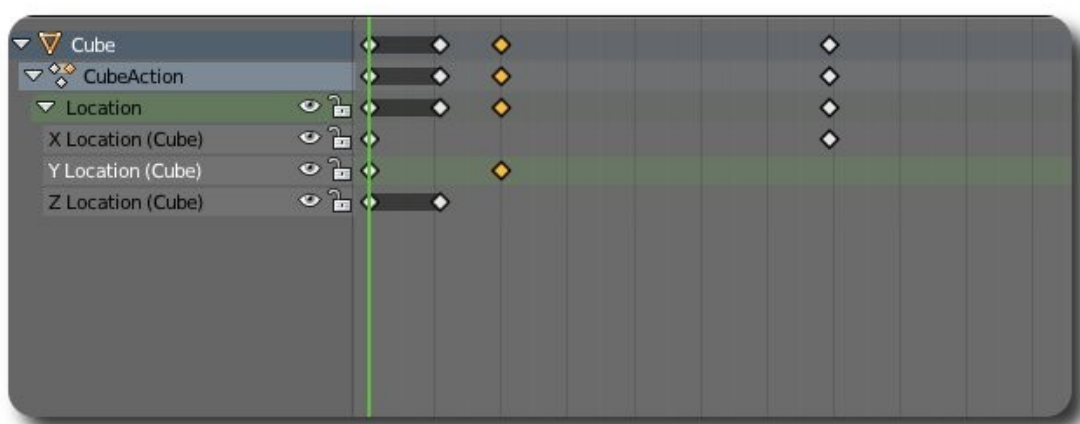 Cube
CubeAction
Location
X Location (Cube)
Y Location (Cube)
Z Location (Cube)